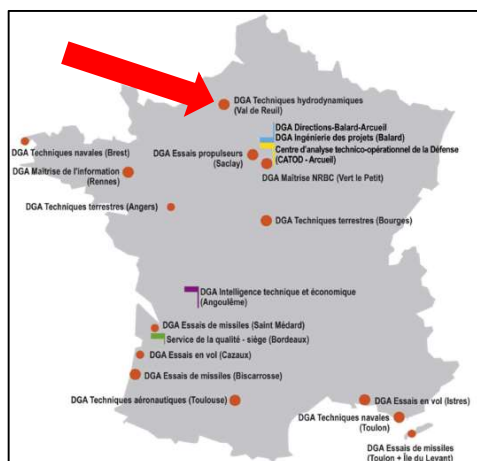 DGA Techniques hydrodynamiques
(Val de Reuil)
DGA Directions-Balard-Arcueil
DGA Ingénierie des projets (Balard)
Centre d'analyse technico-opérationnel de la Défense
(CATOD - Arcueil)
DGA Techniques navales (Brest)
DGA Essais propulseurs
(Saclay)
DGA Maîtrise de l'information
(Rennes)
DGA Maîtrise NRBC (Vert le Petit)
DGA Techniques terrestres (Angers)
DGA Techniques terrestres (Bourges)
DGA Intelligence technique et économique
(Angoulême)
DGA Essais de missiles (Saint Médard)
Service de la qualité - siège (Bordeaux)
DGA Essais en vol (Cazaux)
DGA Essais de missiles (Biscarrosse)
DGA Techniques aéronautiques (Toulouse)
DGA Essais en vol (Istres)
DGA Techniques navales
(Toulon)
DGA Essais de missiles
(Toulon + Île du Levant)